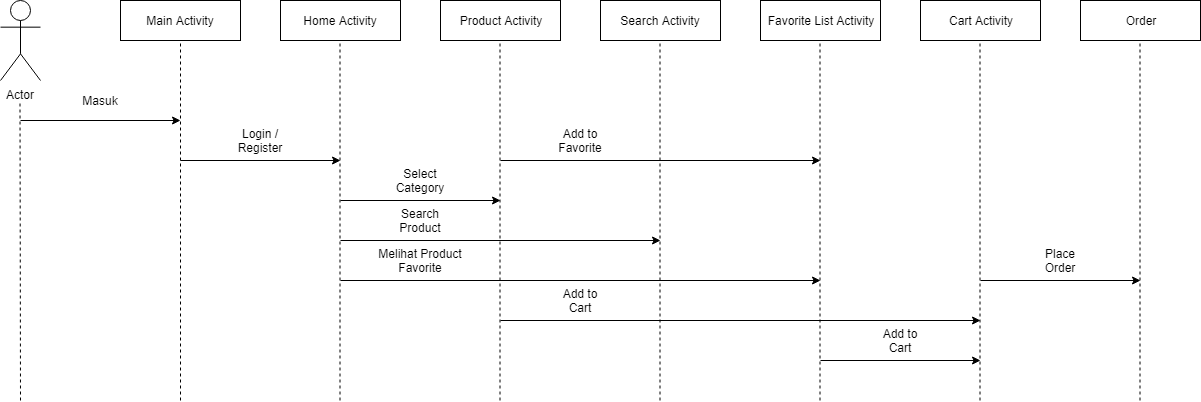 Main Activity
Home Activity
Product Activity
Search Activity
Favorite List Activity
Cart Activity
Order
Actor
Masuk
Login /
Register
Add to
Favorite
Select
Category
Search
Product
Melihat Product
Favorite
Place
Order
Add to
Cart
Add to
Cart